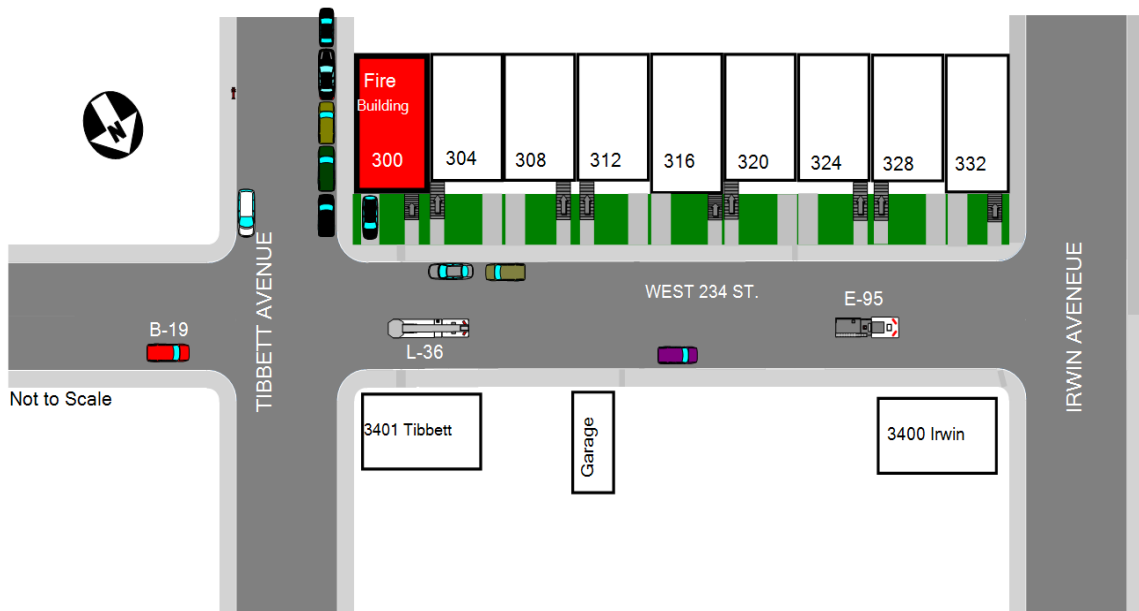 Fire
Building
300
304
308
312
316
320
324
328
332
N
WEST 234 ST.
E-95
B-19
L-36
TIBBETT AVENUE
IRWIN AVENEUE
Not to Scale
3401 Tibbett
Garage
3400 Irwin